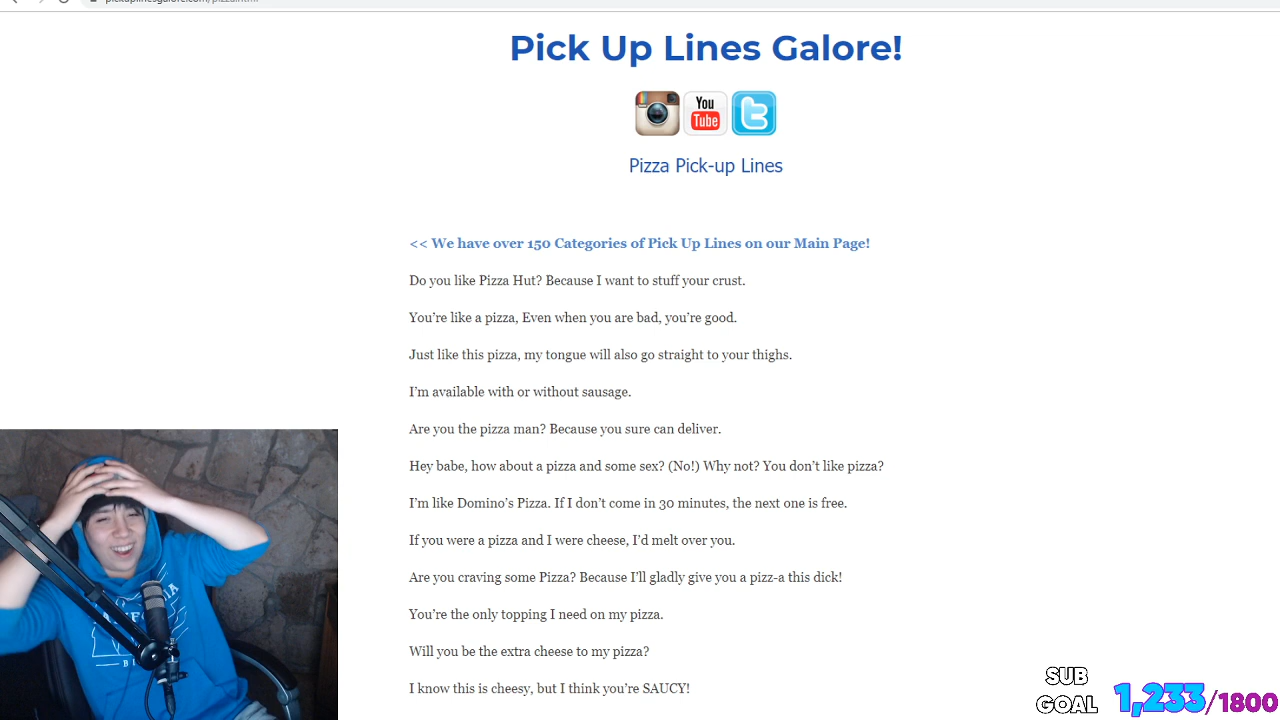 Pick Up Lines Galore!
You
Tube
Pizza Pick-up Lines
<< We have over 150 Categories of Pick Up Lines on our Main Page!
Do you like Pizza Hut? Because I want to stuff your crust.
You’re like a pizza, Even when you are bad, you’re good.
Just like this pizza, my tongue will also go straight to your thighs.
I’m available with or without sausage.
Are you the pizza man? Because you sure can deliver.
Hey babe, how about a pizza and some sex? (No!) Why not? You don’t like pizza?
I’m like Domino’s Pizza. If I don’t come in 30 minutes, the next one is free.
If you were a pizza and I were cheese, I’d melt over you.
Are you craving some Pizza? Because I’ll gladly give you a pizz-a this dick!
You’re the only topping I need on my pizza.
Will you be the extra cheese to my pizza?
I know this is cheesy, but I think you’re SAUCY!
SUB
GOAL 1,233/1800